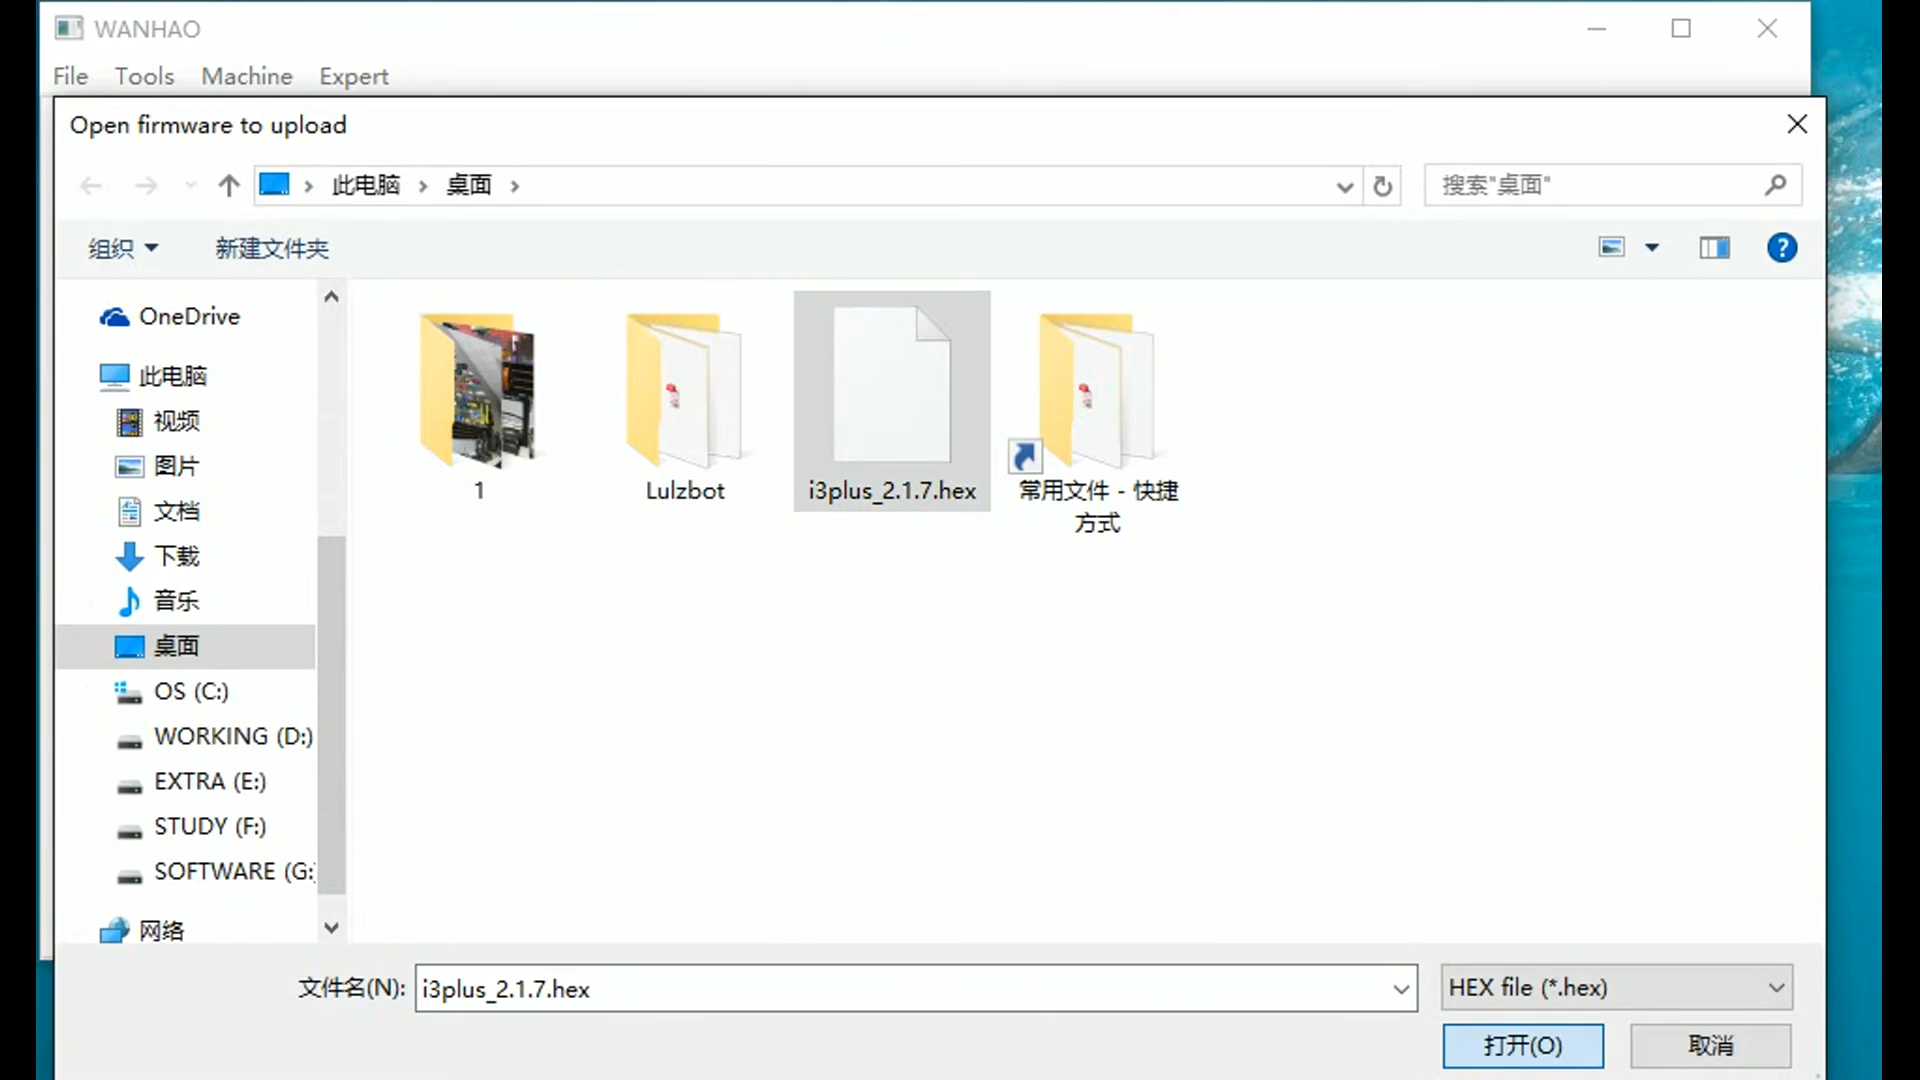 WANHAO
File Tools Machine Expert
Open firmware to upload
此电脑 桌面
搜索"桌面"
组织 新建文件夹
OneDrive
此电脑
视频
图片
文档
下载
音乐
桌面
OS (C:)
WORKING (D:)
EXTRA (E:)
STUDY (F:)
SOFTWARE (G:
网络
1
Lulzbot
i3plus_2.1.7.hex
常用文件 - 快捷
方式
文件名(N): i3plus_2.1.7.hex
HEX file (*.hex)
打开(O) 取消